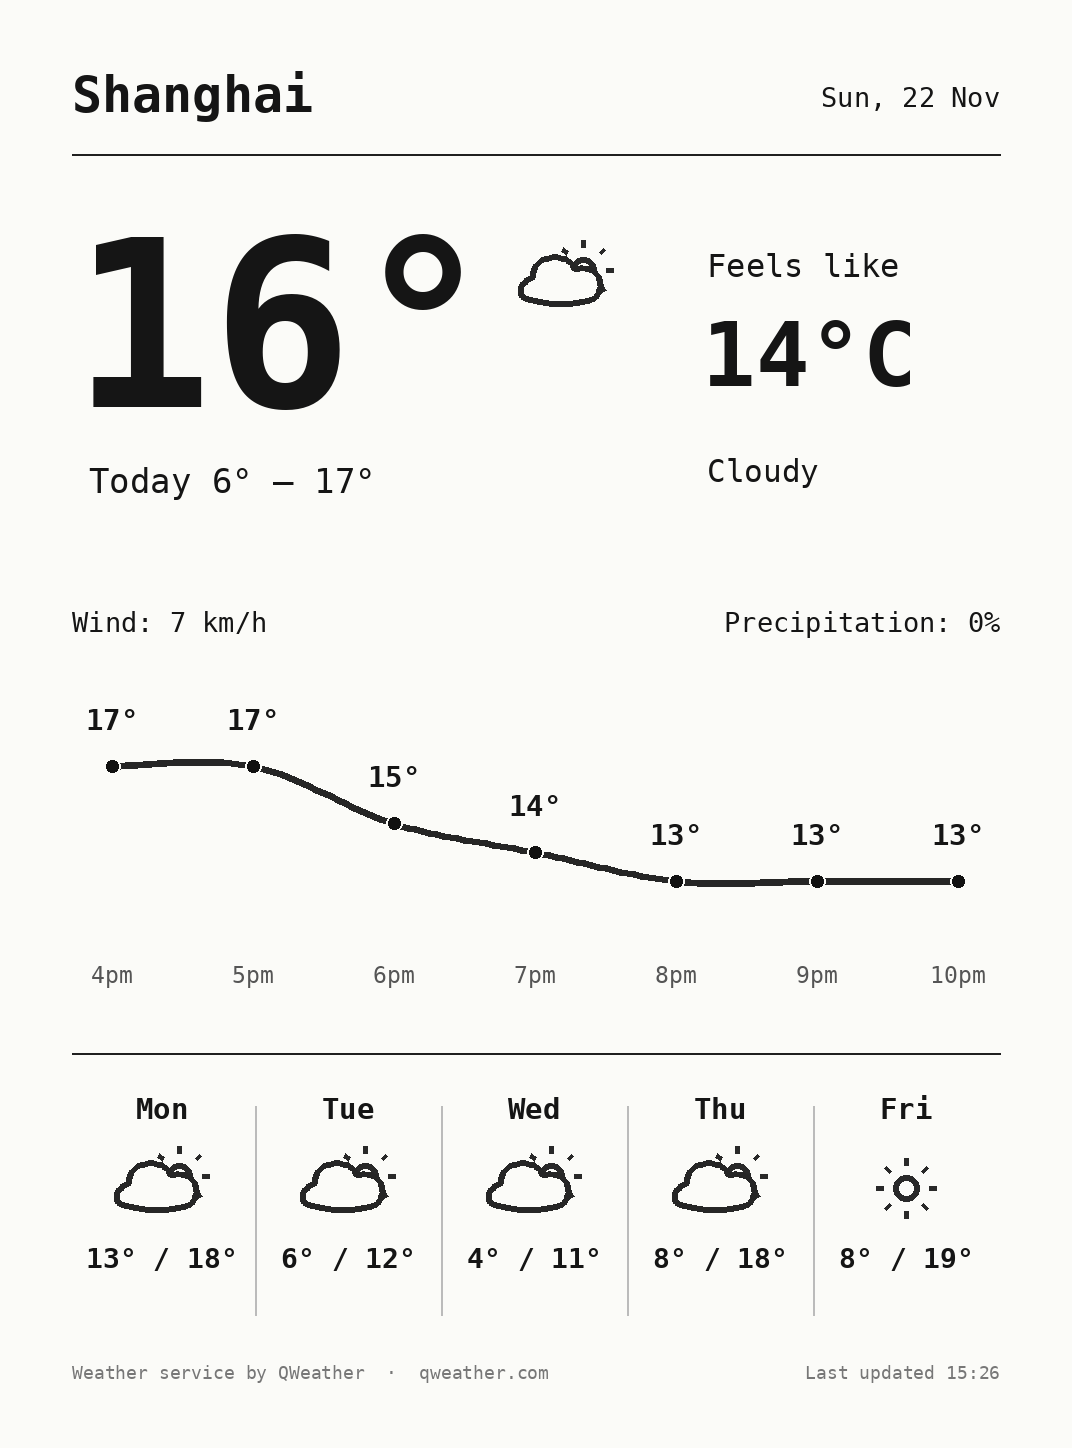 Shanghai
Sun, 22 Nov
16°
Feels like
14°C
Today 6° — 17°
Cloudy
Wind: 7 km/h
Precipitation: 0%
17° 17° 15° 14° 13° 13° 13°
4pm 5pm 6pm 7pm 8pm 9pm 10pm
Mon Tue Wed Thu Fri
13° / 18° 6° / 12° 4° / 11° 8° / 18° 8° / 19°
Weather service by QWeather · qweather.com
Last updated 15:26